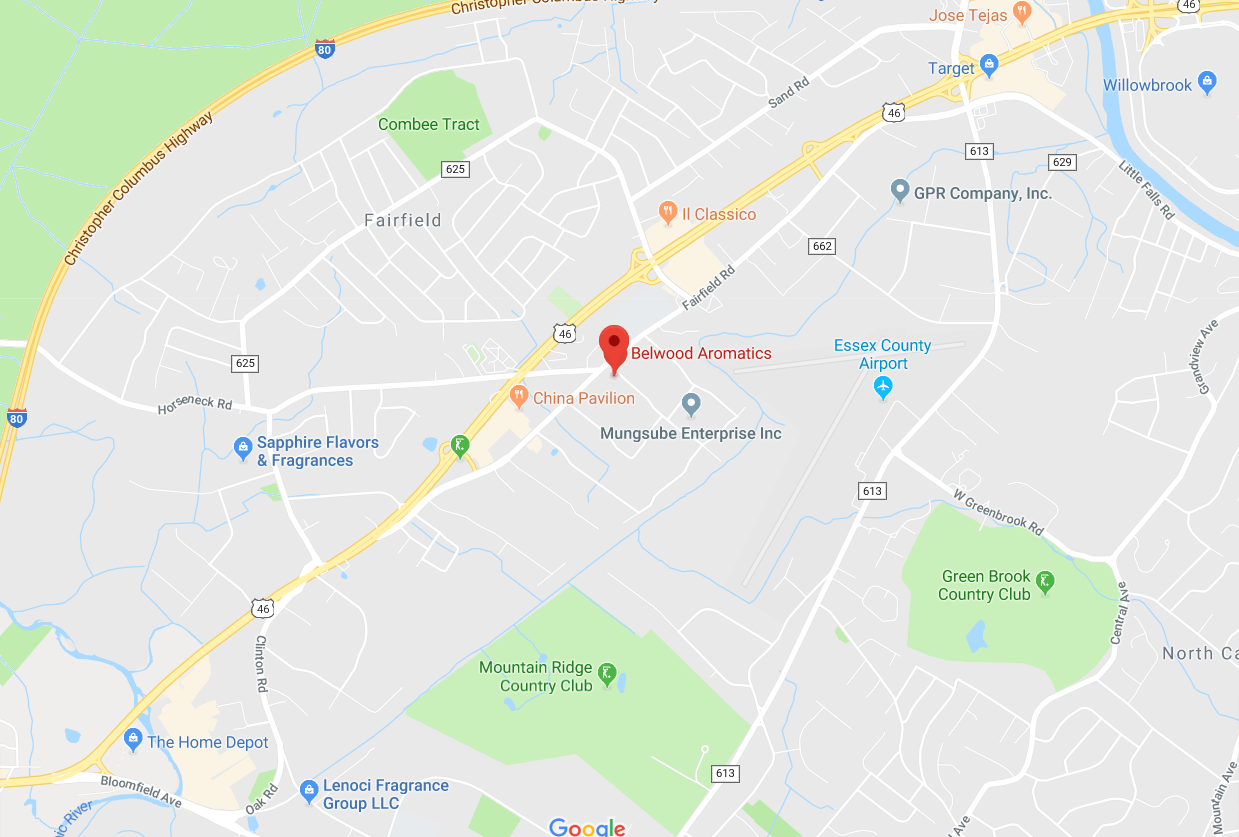 Christopher Columbus Highway
46
Jose Tejas
80
Target
Willowbrook
Sand Rd
46
Combee Tract
613
629
625
Little Falls Rd
Christopher Columbus Highway
GPR Company, Inc.
Fairfield
Il Classico
662
Fairfield Rd
46
Essex County
Airport
Belwood Aromatics
625
Grandview Ave
China Pavilion
Horseneck Rd
80
Mungsube Enterprise Inc
Sapphire Flavors
& Fragrances
613
W Greenbrook Rd
Green Brook
Country Club
46
Central Ave
Clinton Rd
North Ca
Mountain Ridge
Country Club
The Home Depot
613
Bloomfield Ave
Lenoci Fragrance
Group LLC
Oak Rd
Mountain Ave
ic River
d Ave
Google